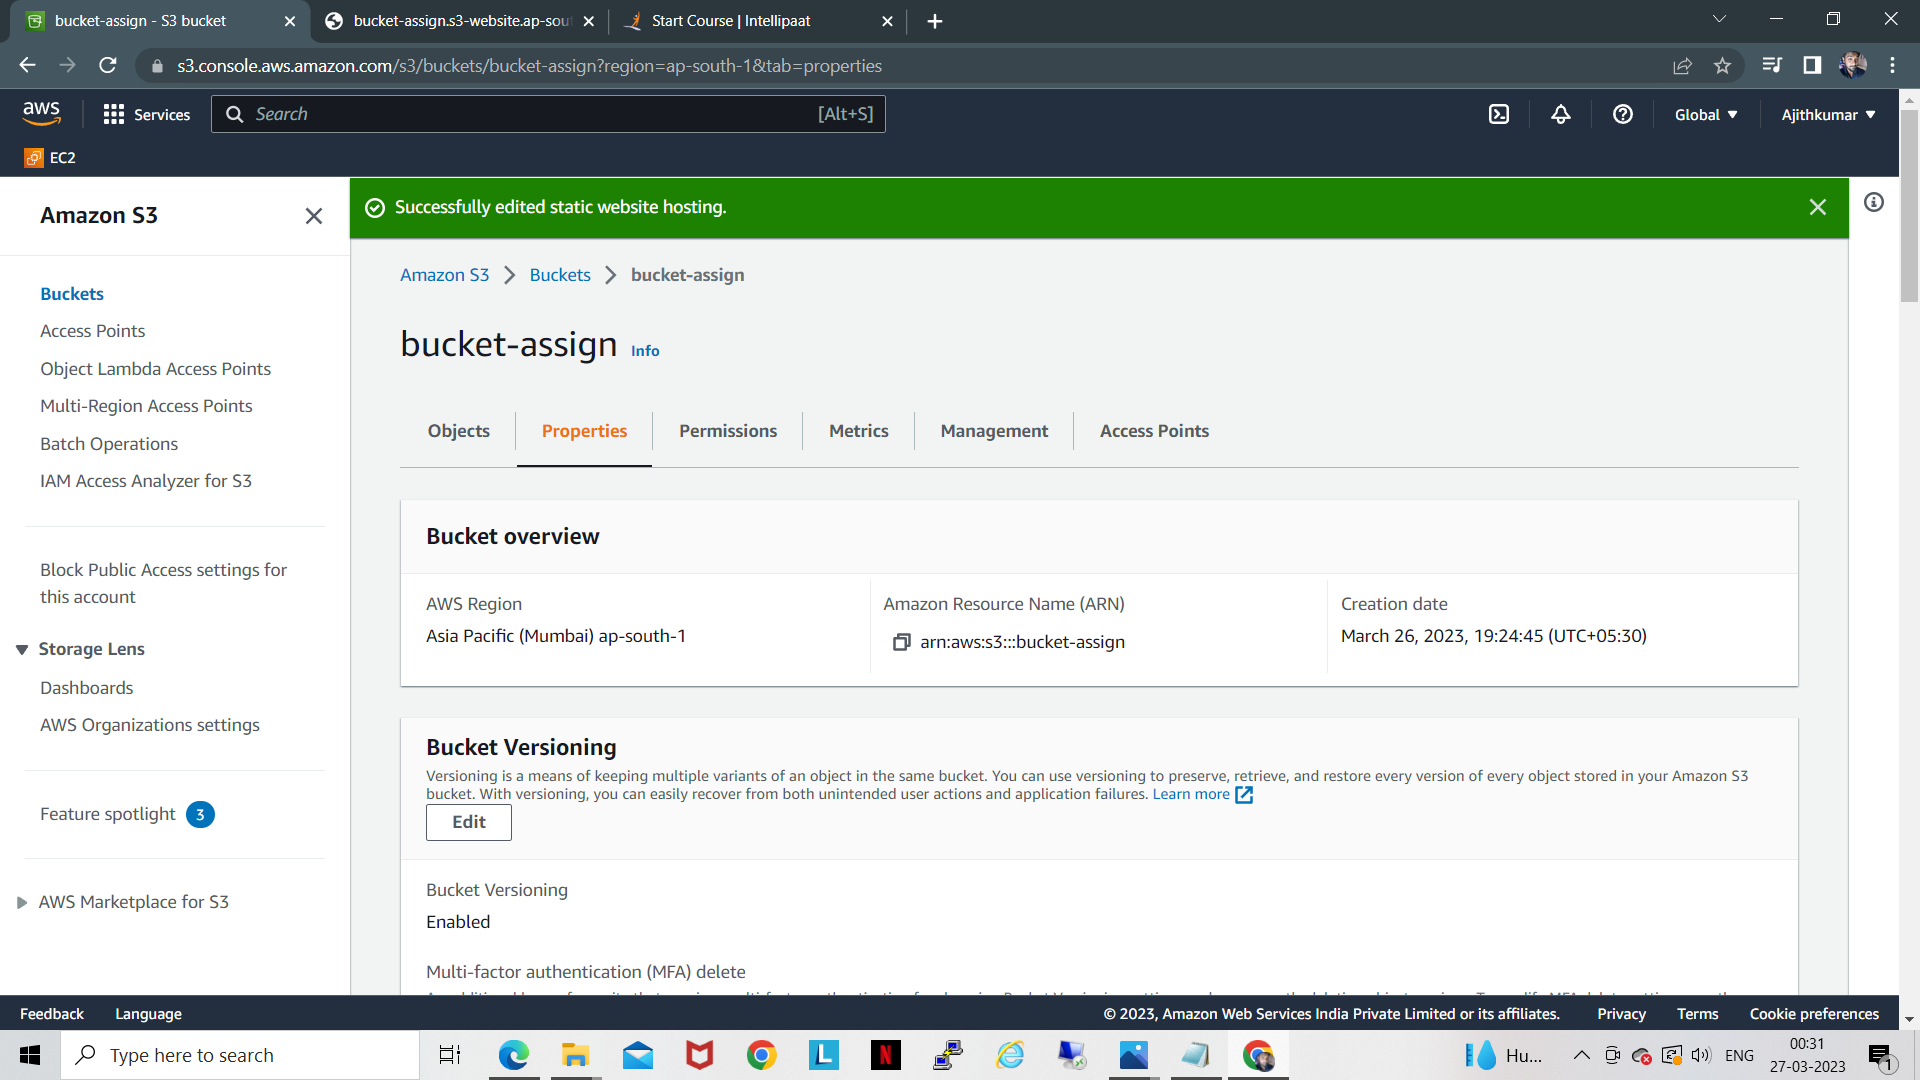 bucket-assign - S3 bucket
bucket-assign.s3-website.ap-sout
Start Course | Intellipaat
s3.console.aws.amazon.com/s3/buckets/bucket-assign?region=ap-south-1&tab=properties
aws
Services
Search
[Alt+S]
Global
Ajithkumar
EC2
Amazon S3
Successfully edited static website hosting.
Buckets
Access Points
Object Lambda Access Points
Multi-Region Access Points
Batch Operations
IAM Access Analyzer for S3
Block Public Access settings for
this account
Storage Lens
Dashboards
AWS Organizations settings
Feature spotlight 3
AWS Marketplace for S3
Amazon S3 > Buckets > bucket-assign
bucket-assign Info
Objects
Properties
Permissions
Metrics
Management
Access Points
Bucket overview
AWS Region
Asia Pacific (Mumbai) ap-south-1
Amazon Resource Name (ARN)
arn:aws:s3:::bucket-assign
Creation date
March 26, 2023, 19:24:45 (UTC+05:30)
Bucket Versioning
Versioning is a means of keeping multiple variants of an object in the same bucket. You can use versioning to preserve, retrieve, and restore every version of every object stored in your Amazon S3
bucket. With versioning, you can easily recover from both unintended user actions and application failures. Learn more
Edit
Bucket Versioning
Enabled
Multi-factor authentication (MFA) delete
Feedback
Language
© 2023, Amazon Web Services India Private Limited or its affiliates.
Privacy
Terms
Cookie preferences
Type here to search
L
N
Hu...
ENG
00:31
27-03-2023
1